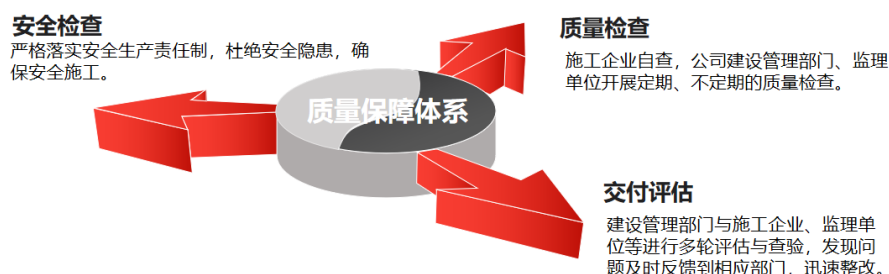 安全检查
严格落实安全生产责任制，杜绝安全隐患，确
保安全施工。
质量检查
施工企业自查，公司建设管理部门、监理
单位开展定期、不定期的质量检查。
质量保障体系
交付评估
建设管理部门与施工企业、监理单
位等进行多轮评估与查验，发现问
题及时反馈到相应部门，迅速整改。